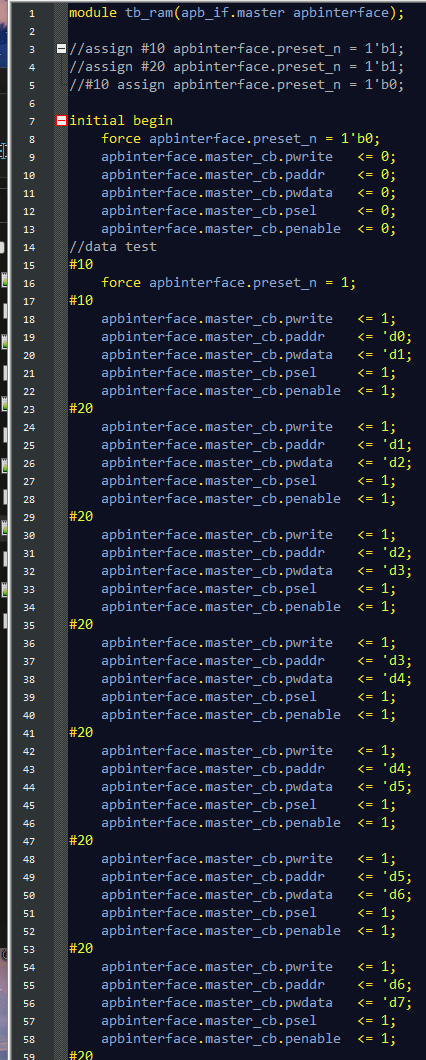 1 module tb_ram(apb_if.master apbinterface);
2
3 //assign #10 apbinterface.preset_n = 1'b1;
4 //assign #20 apbinterface.preset_n = 1'b1;
5 //#10 assign apbinterface.preset_n = 1'b0;
6
7 initial begin
8 force apbinterface.preset_n = 1'b0;
9 apbinterface.master_cb.pwrite <= 0;
10 apbinterface.master_cb.paddr <= 0;
11 apbinterface.master_cb.pwdata <= 0;
12 apbinterface.master_cb.psel <= 0;
13 apbinterface.master_cb.penable <= 0;
14 //data test
15 #10
16 force apbinterface.preset_n = 1;
17 #10
18 apbinterface.master_cb.pwrite <= 1;
19 apbinterface.master_cb.paddr <= 'd0;
20 apbinterface.master_cb.pwdata <= 'd1;
21 apbinterface.master_cb.psel <= 1;
22 apbinterface.master_cb.penable <= 1;
23 #20
24 apbinterface.master_cb.pwrite <= 1;
25 apbinterface.master_cb.paddr <= 'd1;
26 apbinterface.master_cb.pwdata <= 'd2;
27 apbinterface.master_cb.psel <= 1;
28 apbinterface.master_cb.penable <= 1;
29 #20
30 apbinterface.master_cb.pwrite <= 1;
31 apbinterface.master_cb.paddr <= 'd2;
32 apbinterface.master_cb.pwdata <= 'd3;
33 apbinterface.master_cb.psel <= 1;
34 apbinterface.master_cb.penable <= 1;
35 #20
36 apbinterface.master_cb.pwrite <= 1;
37 apbinterface.master_cb.paddr <= 'd3;
38 apbinterface.master_cb.pwdata <= 'd4;
39 apbinterface.master_cb.psel <= 1;
40 apbinterface.master_cb.penable <= 1;
41 #20
42 apbinterface.master_cb.pwrite <= 1;
43 apbinterface.master_cb.paddr <= 'd4;
44 apbinterface.master_cb.pwdata <= 'd5;
45 apbinterface.master_cb.psel <= 1;
46 apbinterface.master_cb.penable <= 1;
47 #20
48 apbinterface.master_cb.pwrite <= 1;
49 apbinterface.master_cb.paddr <= 'd5;
50 apbinterface.master_cb.pwdata <= 'd6;
51 apbinterface.master_cb.psel <= 1;
52 apbinterface.master_cb.penable <= 1;
53 #20
54 apbinterface.master_cb.pwrite <= 1;
55 apbinterface.master_cb.paddr <= 'd6;
56 apbinterface.master_cb.pwdata <= 'd7;
57 apbinterface.master_cb.psel <= 1;
58 apbinterface.master_cb.penable <= 1;
59 #20